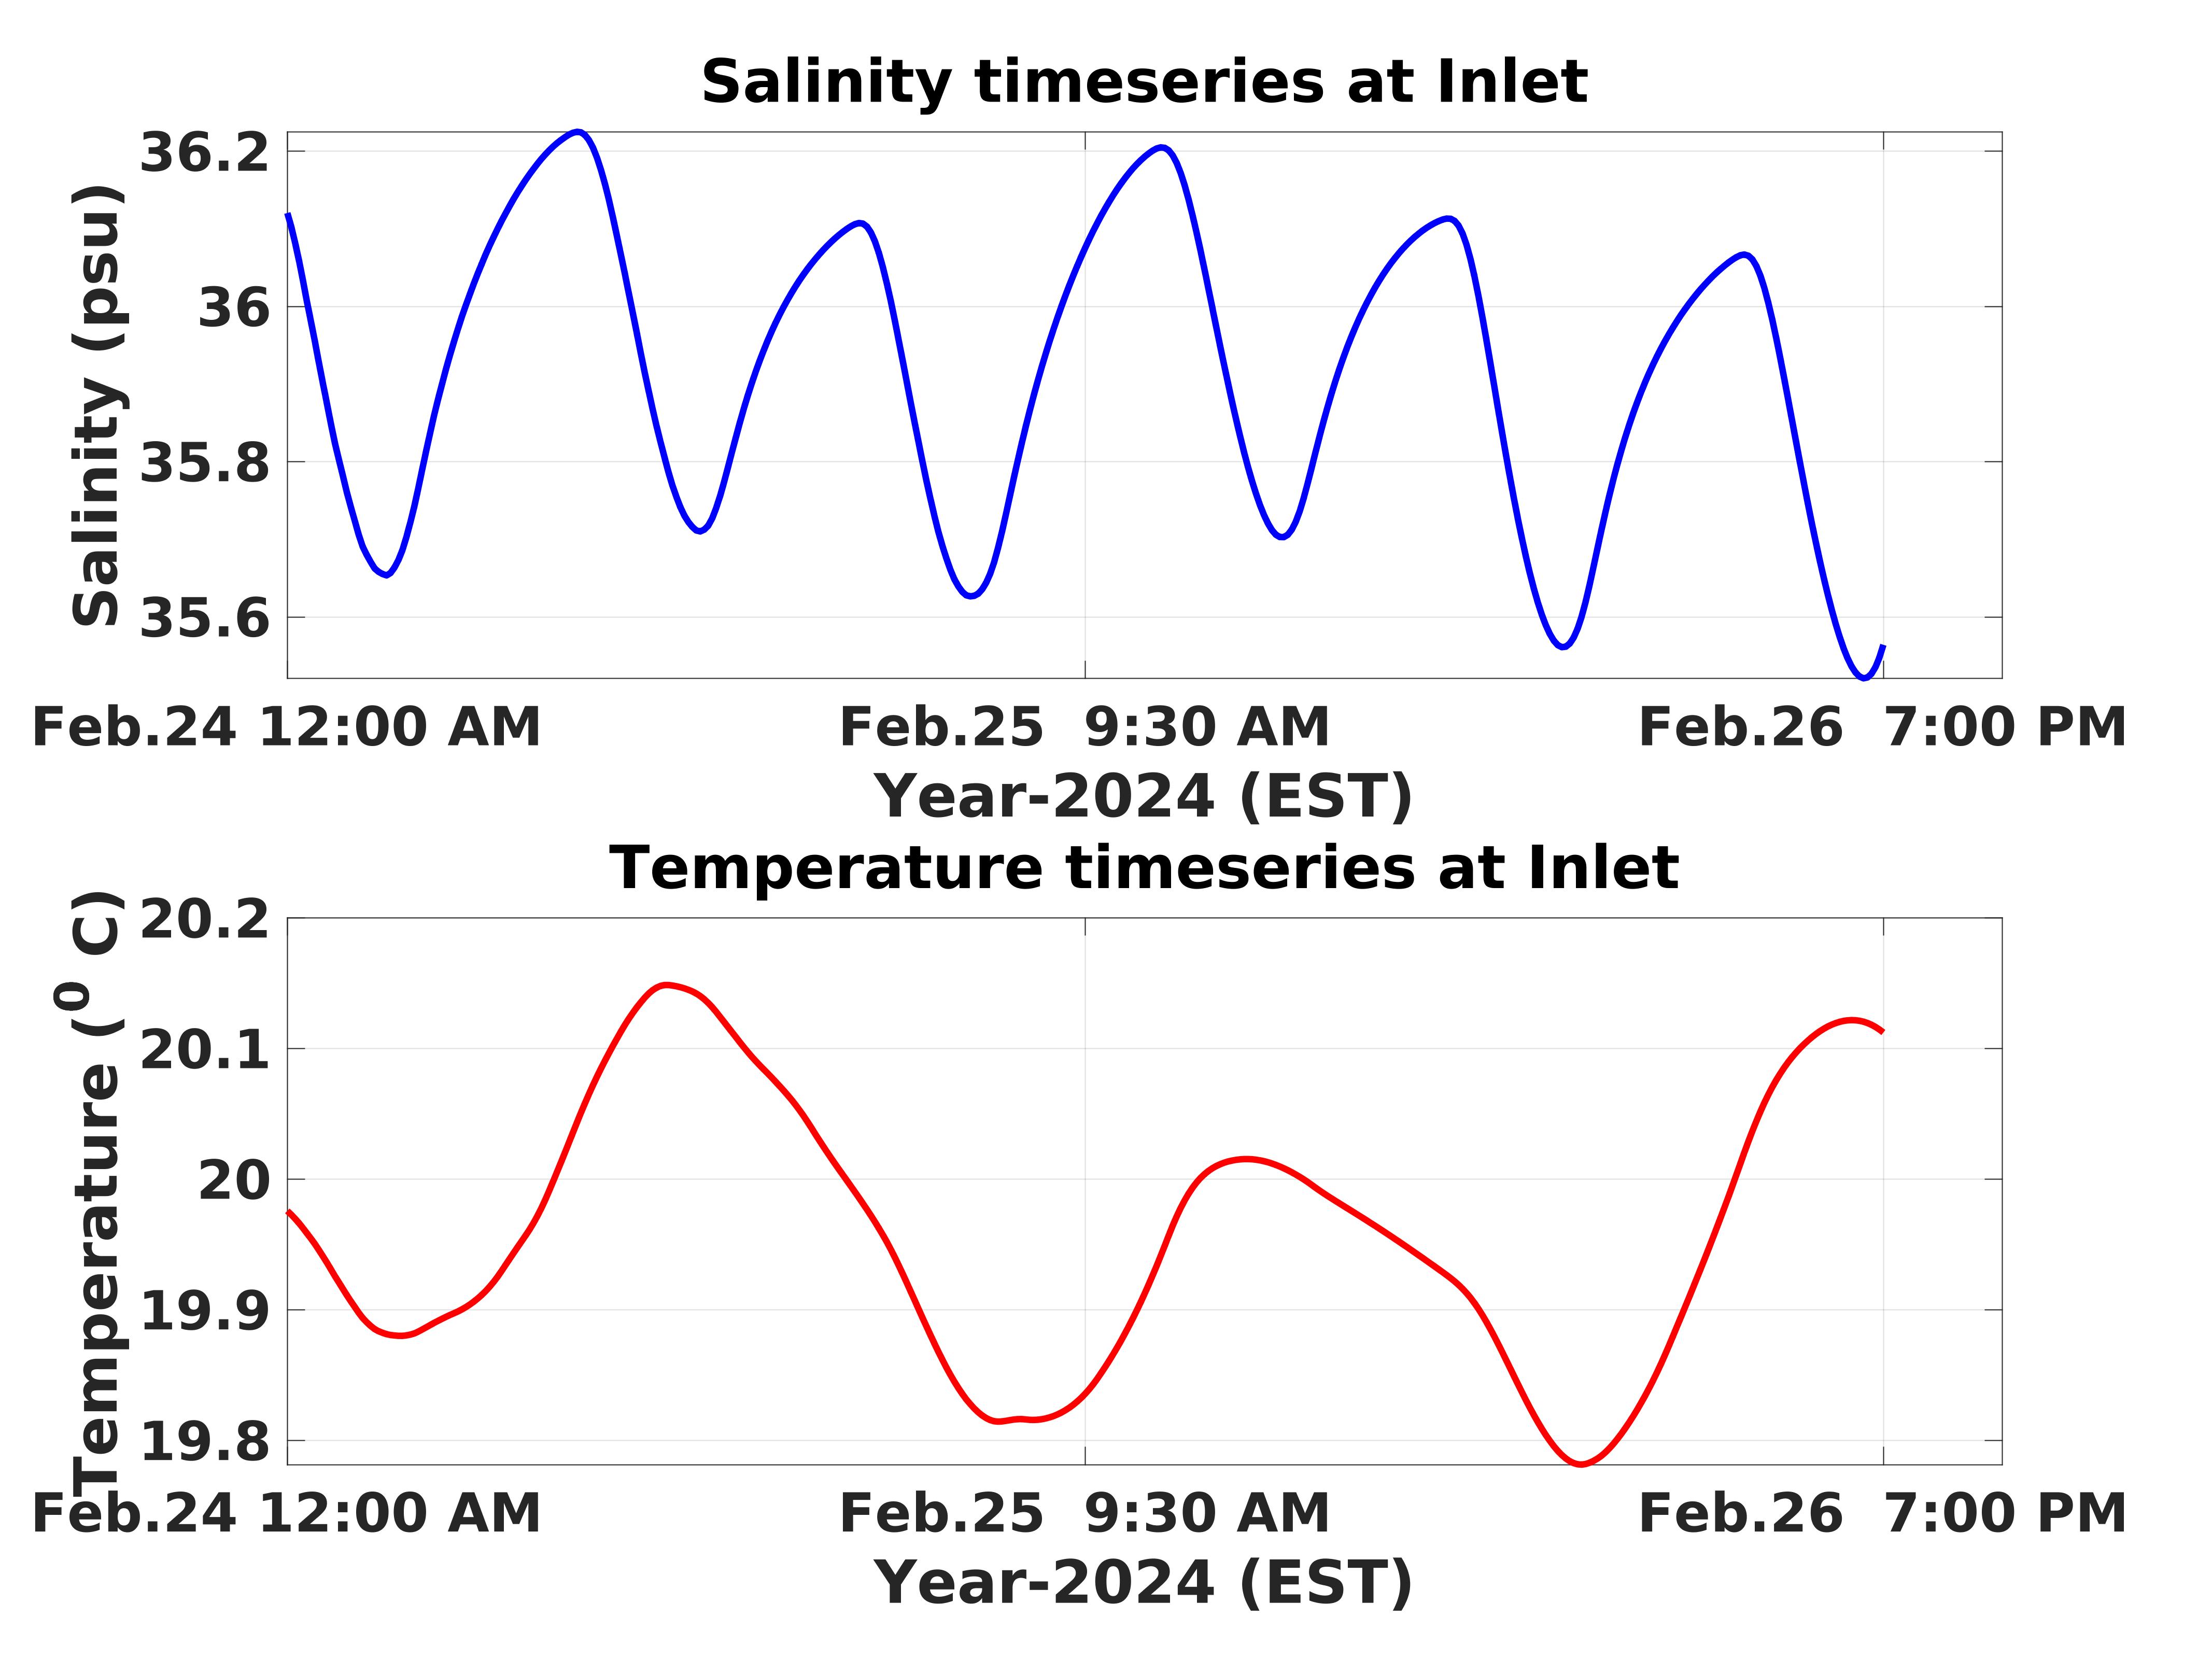 Salinity timeseries at Inlet
Salinity (psu)
36.2
36
35.8
35.6
Feb.24 12:00 AM Feb.25  9:30 AM Feb.26  7:00 PM
Year-2024 (EST)
Temperature timeseries at Inlet
Temperature (⁰ C)
20.2
20.1
20
19.9
19.8
Feb.24 12:00 AM Feb.25  9:30 AM Feb.26  7:00 PM
Year-2024 (EST)